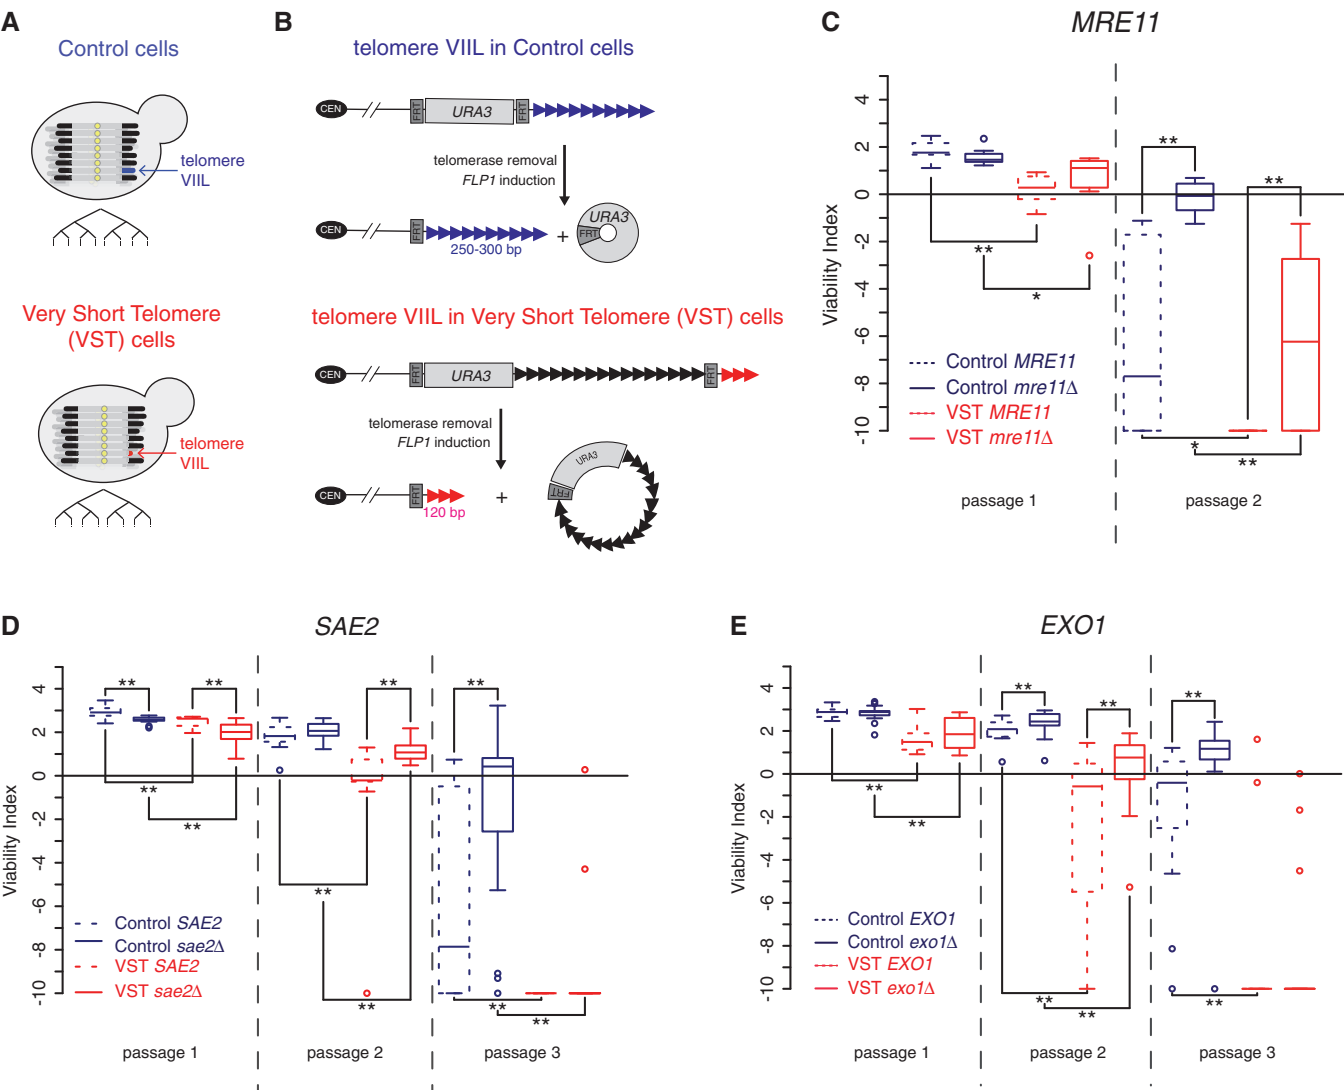 A
Control cells
telomere
VIIL
Very Short Telomere
(VST) cells
telomere
VIIL
B
telomere VIIL in Control cells
CEN
FRT
URA3
FRT
telomerase removal
FLP1 induction
CEN
FRT
250-300 bp
+
URA3
FRT
telomere VIIL in Very Short Telomere (VST) cells
CEN
FRT
URA3
FRT
telomerase removal
FLP1 induction
CEN
FRT
120 bp
+
URA3
FRT
C
MRE11
Viability Index
4
2
0
-2
-4
-6
-8
-10
**
*
**
**
*
**
Control MRE11
Control mre11Δ
VST MRE11
VST mre11Δ
passage 1
passage 2
D
SAE2
Viability Index
4
2
0
-2
-4
-6
-8
-10
**
**
**
**
**
**
**
**
**
**
Control SAE2
Control sae2Δ
VST SAE2
VST sae2Δ
passage 1
passage 2
passage 3
E
EXO1
Viability Index
4
2
0
-2
-4
-6
-8
-10
**
**
**
**
**
**
**
**
Control EXO1
Control exo1Δ
VST EXO1
VST exo1Δ
passage 1
passage 2
passage 3